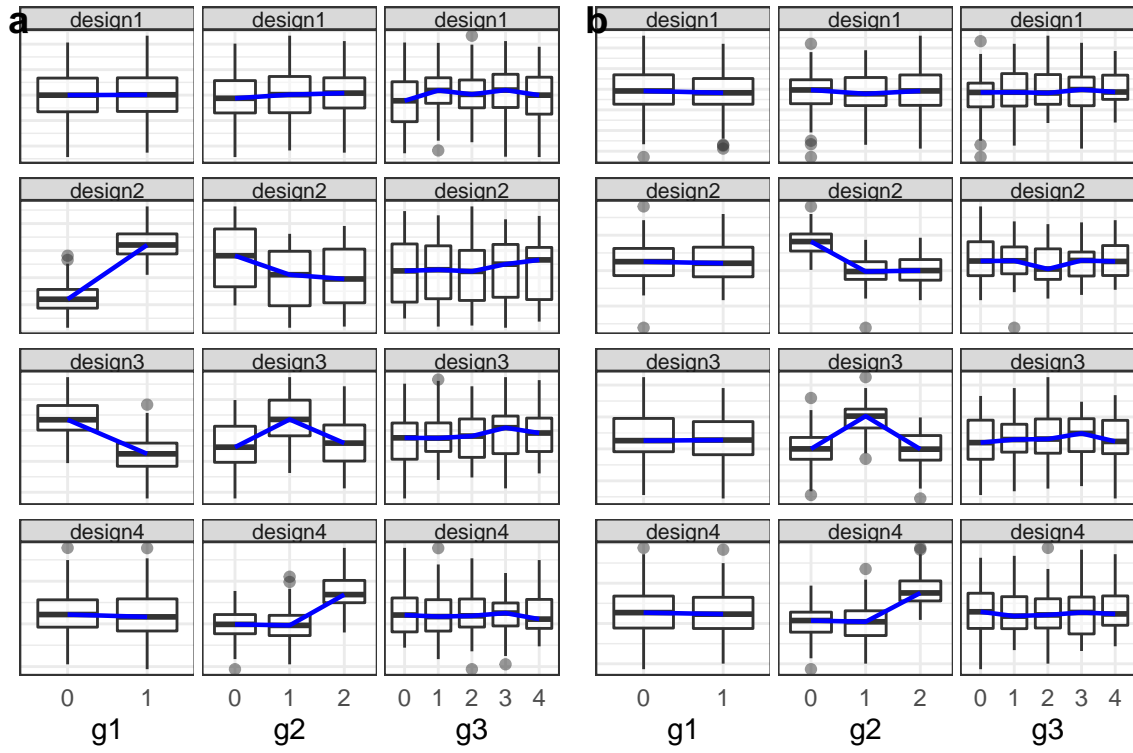 a b
design1 design1 design1 design1 design1 design1
design2 design2 design2 design2 design2 design2
design3 design3 design3 design3 design3 design3
design4 design4 design4 design4 design4 design4
0 1 0 1 2 0 1 2 3 4 0 1 0 1 2 0 1 2 3 4
g1 g2 g3 g1 g2 g3